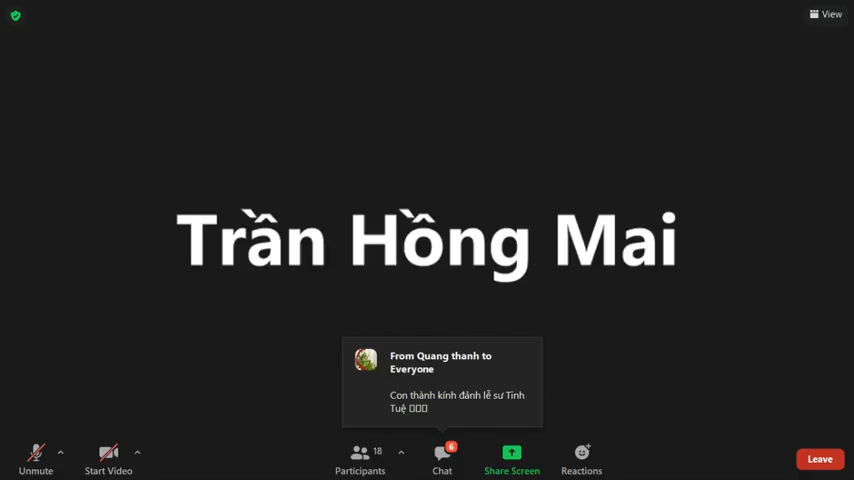 View
Trần Hồng Mai
From Quang thanh to
Everyone
Con thành kính đảnh lễ sư Tinh
Tuệ
6
18
Unmute
Start Video
Participants
Chat
Share Screen
Reactions
Leave